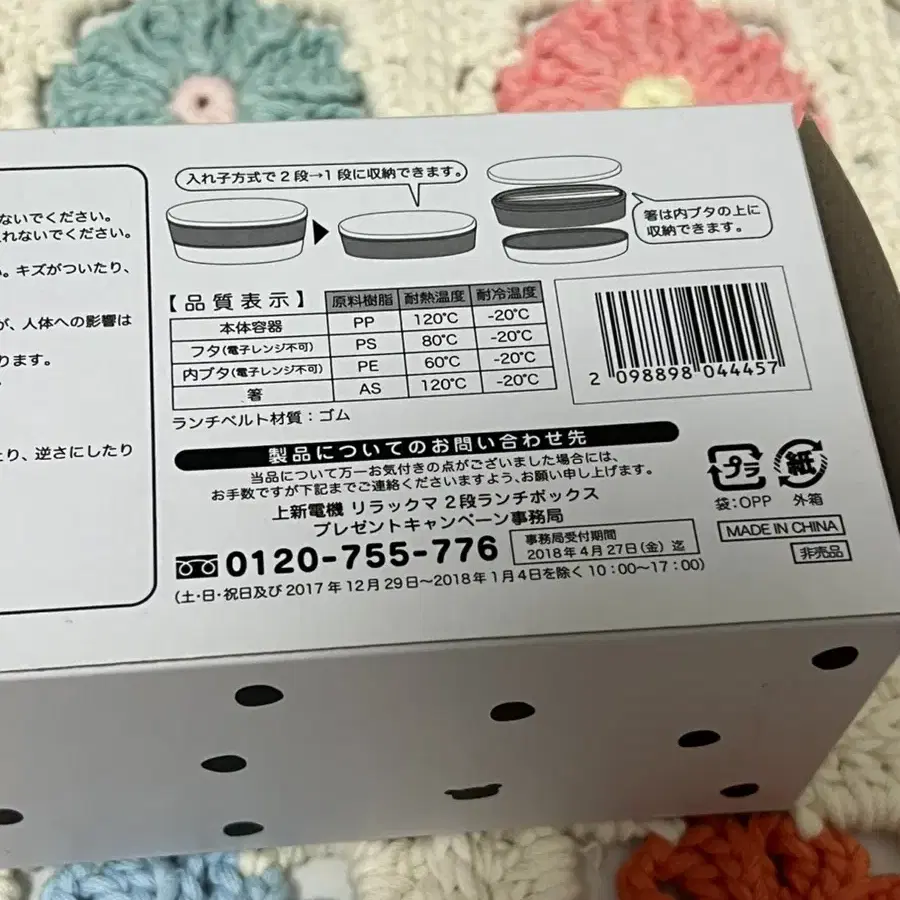 ないでください。
れないでください。
。キズがついたり、
が、人体への影響は
ります。
たり、逆さにしたり
入れ子方式で2段→1段に収納できます。
箸は内ブタの上に
収納できます。
【品質表示】 原料樹脂 耐熱温度 耐冷温度
本体容器 PP 120℃ -20℃
フタ(電子レンジ不可) PS 80℃ -20℃
内ブタ(電子レンジ不可) PE 60℃ -20℃
箸 AS 120℃ -20℃
ランチベルト材質：ゴム
2 098898 044457
製品についてのお問い合わせ先
当品について万一お気付きの点がございました場合には、
お手数ですが下記までご連絡くださいますよう、お願い申し上げます。
上新電機 リラックマ2段ランチボックス
プレゼントキャンペーン事務局
0120-755-776
事務局受付期間
2018年4月27日(金)迄
(土・日・祝日及び2017年12月29日〜2018年1月4日を除く10：00〜17：00)
プラ
袋：OPP
紙
外箱
MADE IN CHINA
非売品